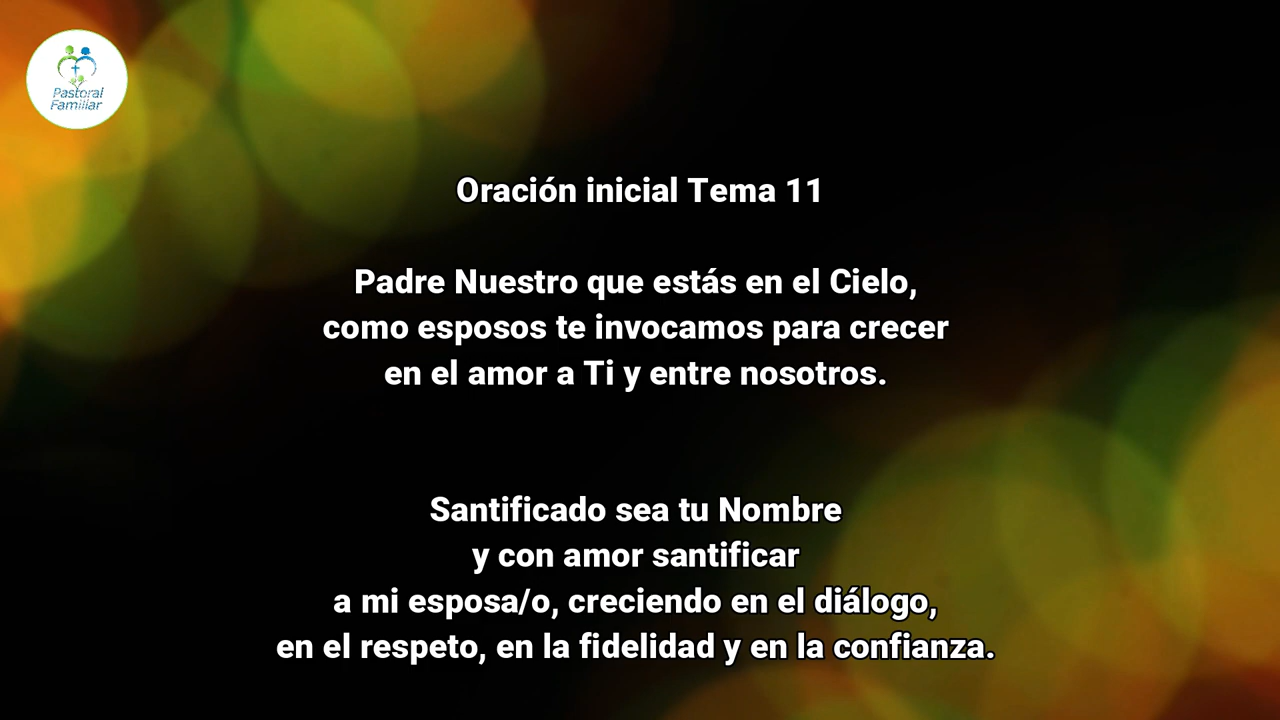 Pastoral
Familiar
Oración inicial Tema 11
Padre Nuestro que estás en el Cielo,
como esposos te invocamos para crecer
en el amor a Ti y entre nosotros.
Santificado sea tu Nombre
y con amor santificar
a mi esposa/o, creciendo en el diálogo,
en el respeto, en la fidelidad y en la confianza.